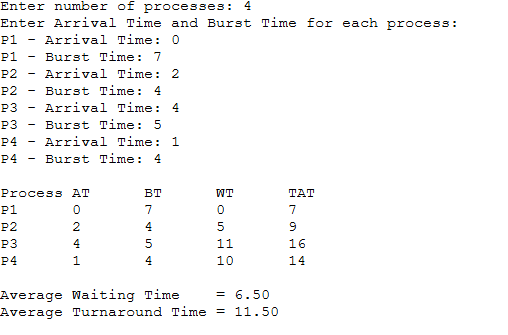 Enter number of processes: 4
Enter Arrival Time and Burst Time for each process:
P1 - Arrival Time: 0
P1 - Burst Time: 7
P2 - Arrival Time: 2
P2 - Burst Time: 4
P3 - Arrival Time: 4
P3 - Burst Time: 5
P4 - Arrival Time: 1
P4 - Burst Time: 4

Process AT      BT      WT      TAT
P1      0       7       0       7
P2      2       4       5       9
P3      4       5       11      16
P4      1       4       10      14

Average Waiting Time    = 6.50
Average Turnaround Time = 11.50